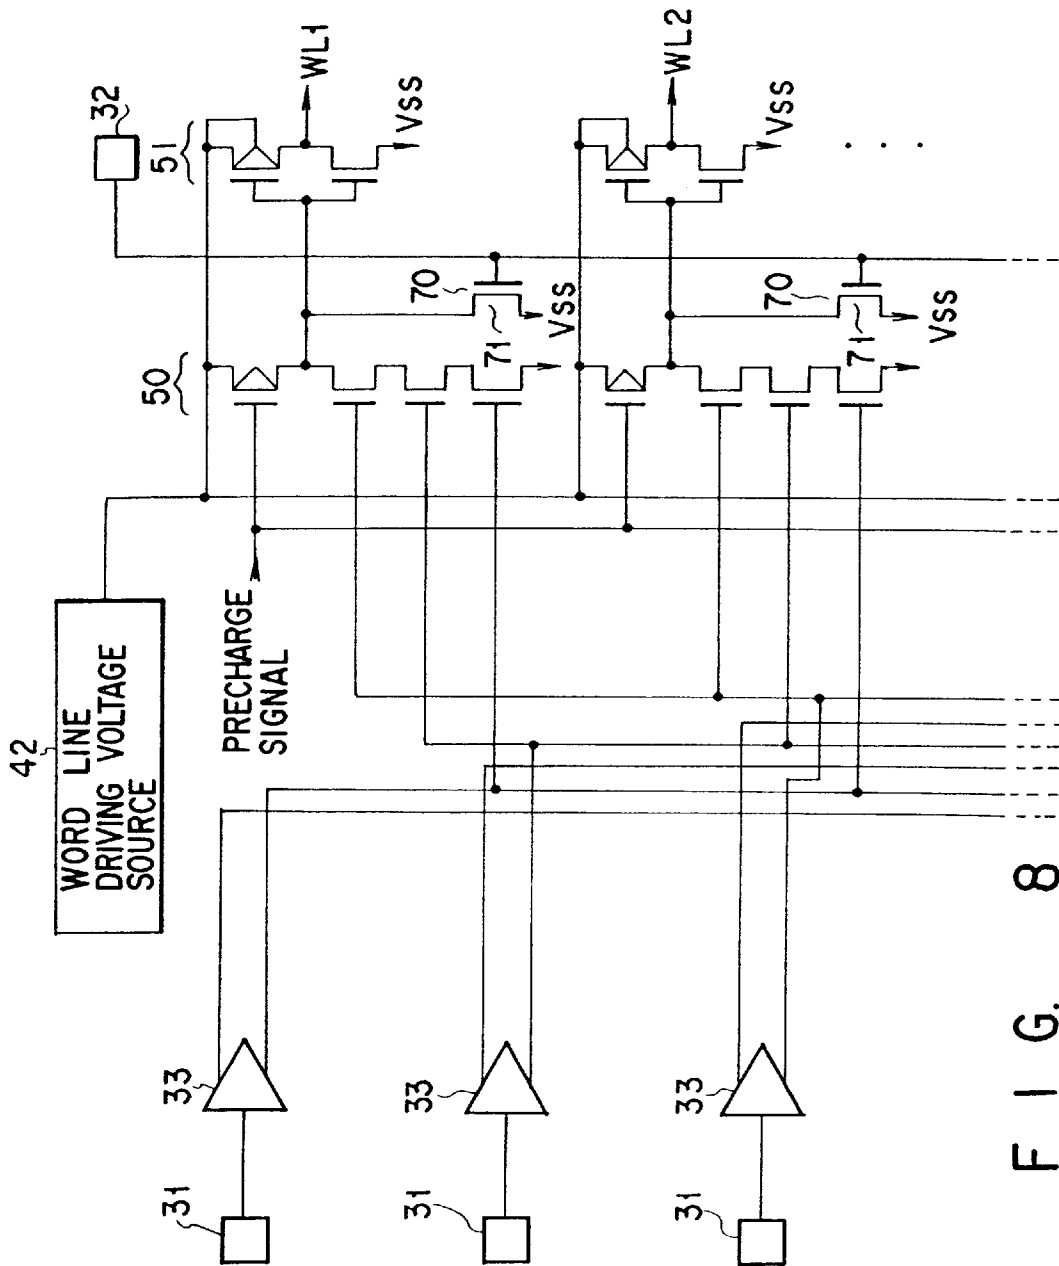 42
WORD LINE
DRIVING VOLTAGE
SOURCE
PRECHARGE
SIGNAL
32
50
51
WL1
VSS
70
71
VSS
WL2
VSS
70
71
VSS
31
33
31
33
31
33
FIG. 8